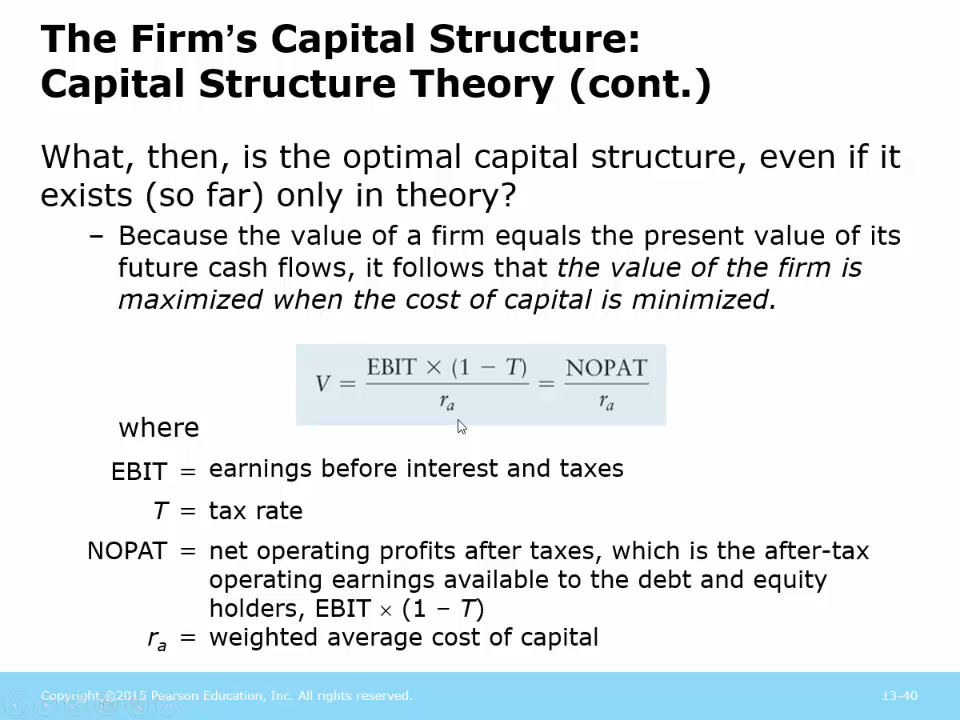 The Firm’s Capital Structure:
Capital Structure Theory (cont.)
What, then, is the optimal capital structure, even if it
exists (so far) only in theory?
– Because the value of a firm equals the present value of its
future cash flows, it follows that the value of the firm is
maximized when the cost of capital is minimized.
V = EBIT × (1 − T) / rₐ = NOPAT / rₐ
where
EBIT = earnings before interest and taxes
T = tax rate
NOPAT = net operating profits after taxes, which is the after-tax
operating earnings available to the debt and equity
holders, EBIT × (1 – T)
rₐ = weighted average cost of capital
Copyright ©2015 Pearson Education, Inc. All rights reserved.
13-40